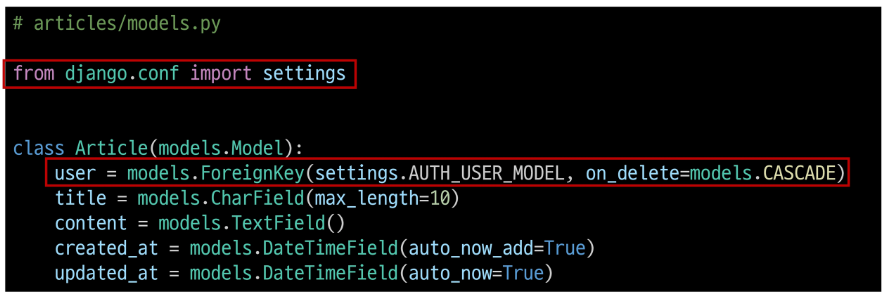 # articles/models.py
from django.conf import settings
class Article(models.Model):
    user = models.ForeignKey(settings.AUTH_USER_MODEL, on_delete=models.CASCADE)
    title = models.CharField(max_length=10)
    content = models.TextField()
    created_at = models.DateTimeField(auto_now_add=True)
    updated_at = models.DateTimeField(auto_now=True)